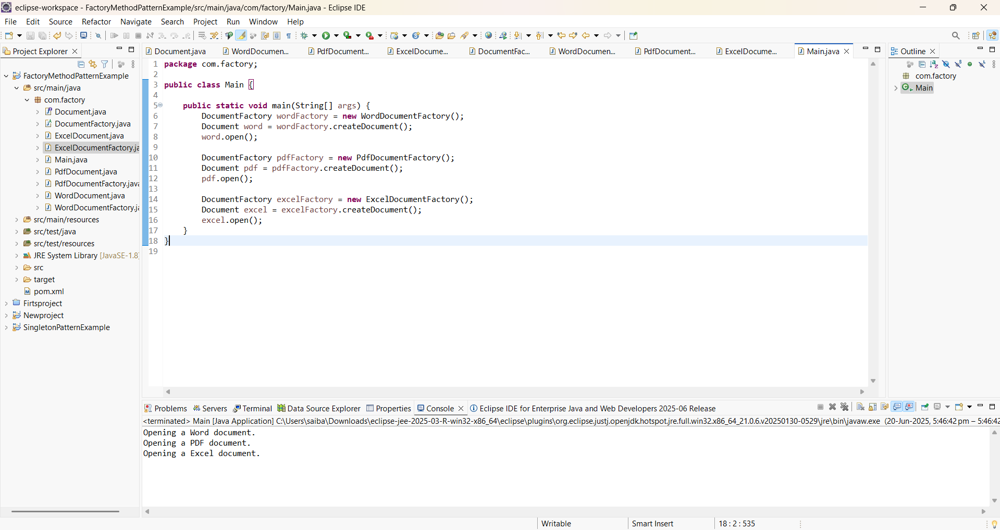 eclipse-workspace - FactoryMethodPatternExample/src/main/java/com/factory/Main.java - Eclipse IDE
File Edit Source Refactor Navigate Search Project Run Window Help
Project Explorer
FactoryMethodPatternExample
src/main/java
com.factory
Document.java
DocumentFactory.java
ExcelDocument.java
ExcelDocumentFactory.ja
Main.java
PdfDocument.java
PdfDocumentFactory.java
WordDocument.java
WordDocumentFactory.ja
src/main/resources
src/test/java
src/test/resources
JRE System Library [JavaSE-1.8]
src
target
pom.xml
Firtsproject
Newproject
SingletonPatternExample
Document.java WordDocumen... PdfDocument... ExcelDocume... DocumentFac... WordDocumen... PdfDocument... ExcelDocume... Main.java
1 package com.factory;
2
3 public class Main {
4
5 public static void main(String[] args) {
6 DocumentFactory wordFactory = new WordDocumentFactory();
7 Document word = wordFactory.createDocument();
8 word.open();
9
10 DocumentFactory pdfFactory = new PdfDocumentFactory();
11 Document pdf = pdfFactory.createDocument();
12 pdf.open();
13
14 DocumentFactory excelFactory = new ExcelDocumentFactory();
15 Document excel = excelFactory.createDocument();
16 excel.open();
17 }
18 }
19
Outline
com.factory
Main
Problems Servers Terminal Data Source Explorer Properties Console Eclipse IDE for Enterprise Java and Web Developers 2025-06 Release
<terminated> Main [Java Application] C:\Users\saiba\Downloads\eclipse-jee-2025-03-R-win32-x86_64\eclipse\plugins\org.eclipse.justj.openjdk.hotspot.jre.full.win32.x86_64_21.0.6.v20250130-0529\jre\bin\javaw.exe (20-Jun-2025, 5:46:42 pm – 5:46:42
Opening a Word document.
Opening a PDF document.
Opening a Excel document.
Writable Smart Insert 18 : 2 : 535